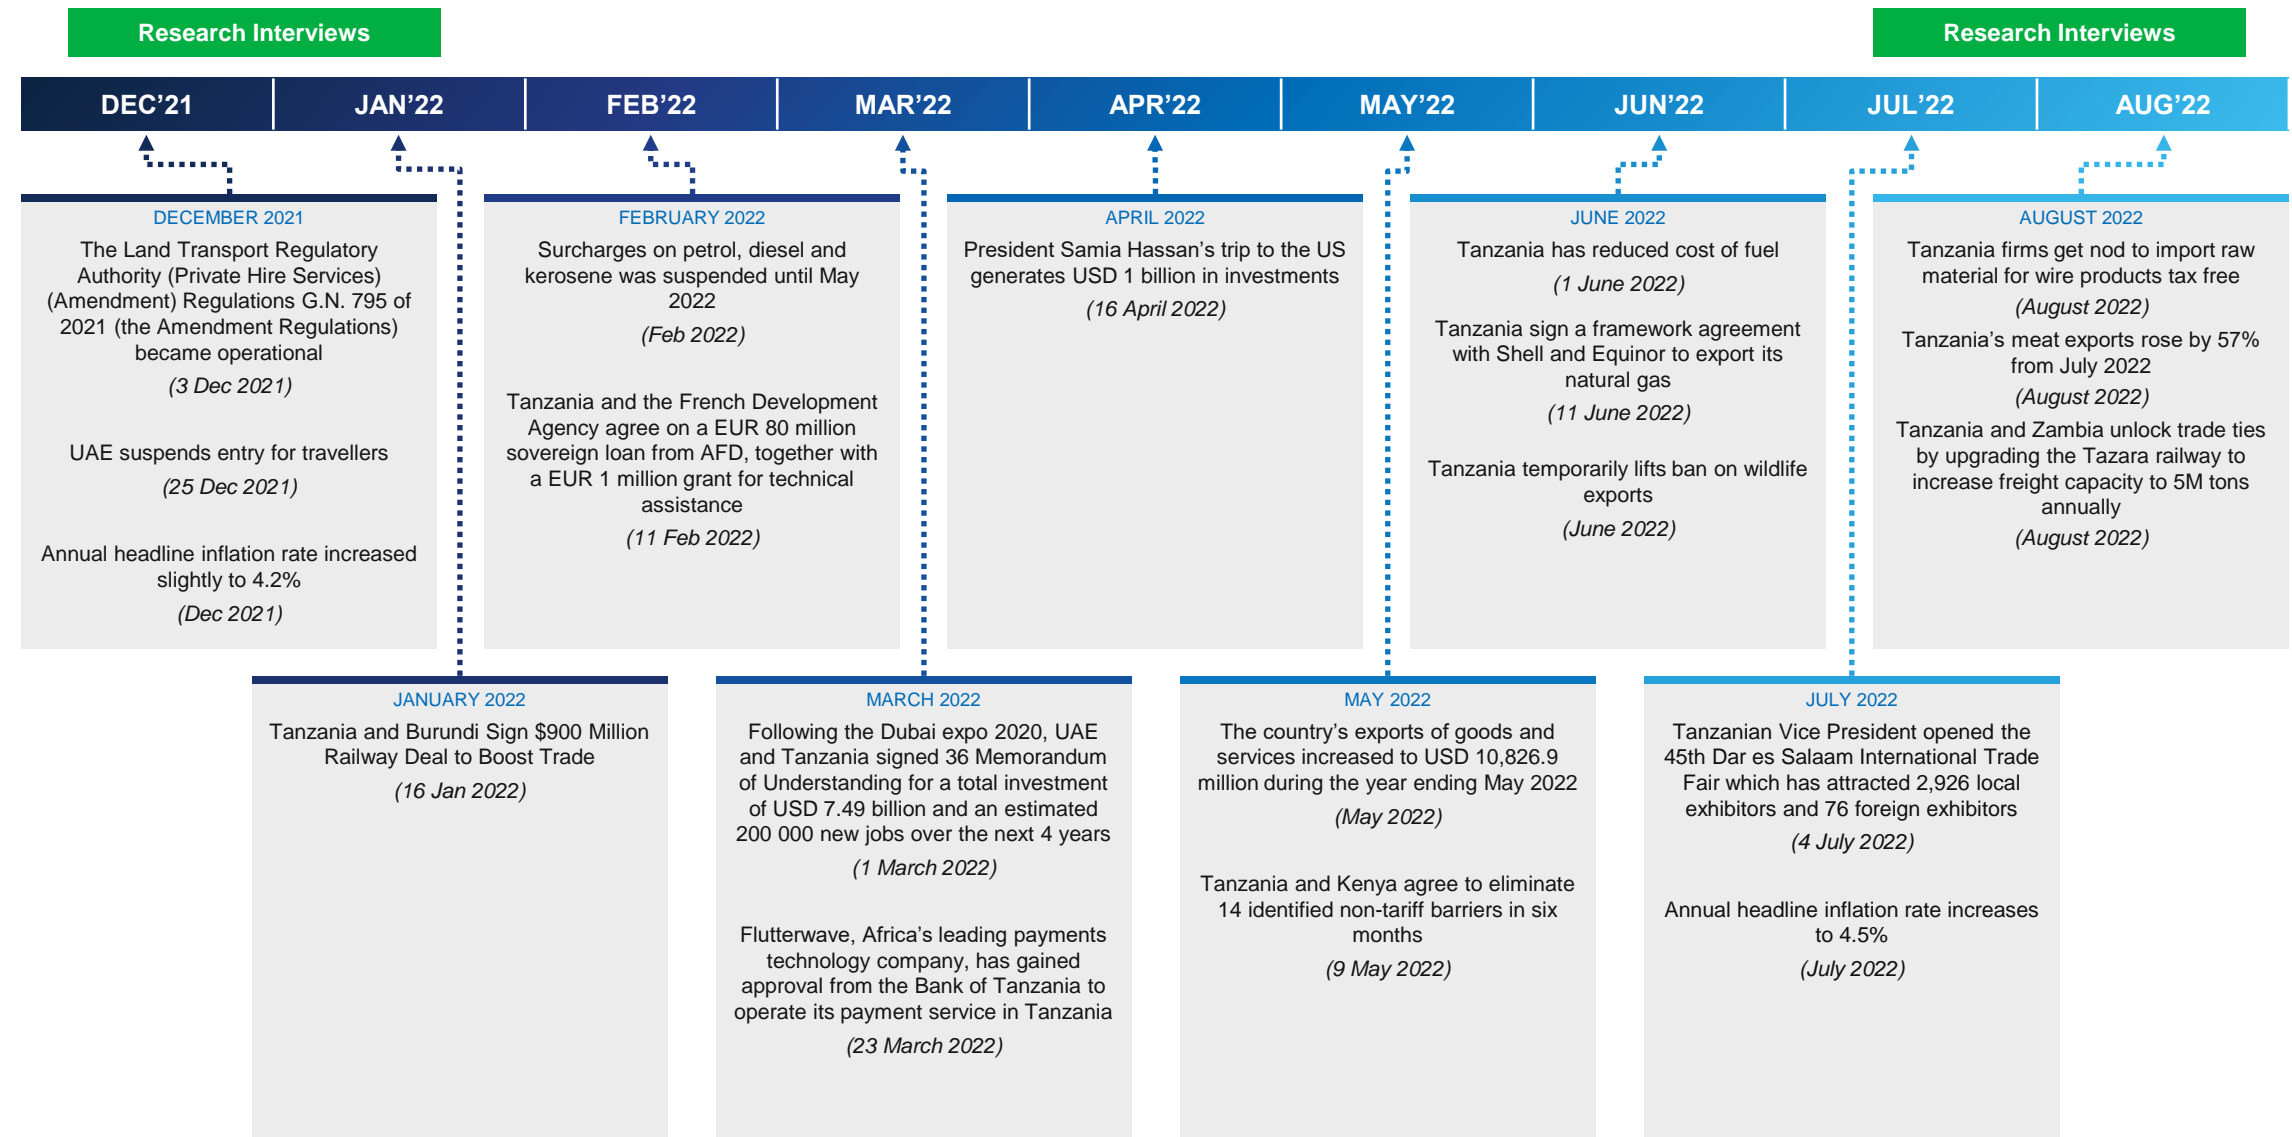 Research Interviews
Research Interviews
DEC’21
JAN’22
FEB’22
MAR’22
APR’22
MAY’22
JUN’22
JUL’22
AUG’22
DECEMBER 2021
The Land Transport Regulatory
Authority (Private Hire Services)
(Amendment) Regulations G.N. 795 of
2021 (the Amendment Regulations)
became operational
(3 Dec 2021)
UAE suspends entry for travellers
(25 Dec 2021)
Annual headline inflation rate increased
slightly to 4.2%
(Dec 2021)
FEBRUARY 2022
Surcharges on petrol, diesel and
kerosene was suspended until May
2022
(Feb 2022)
Tanzania and the French Development
Agency agree on a EUR 80 million
sovereign loan from AFD, together with
a EUR 1 million grant for technical
assistance
(11 Feb 2022)
APRIL 2022
President Samia Hassan’s trip to the US
generates USD 1 billion in investments
(16 April 2022)
JUNE 2022
Tanzania has reduced cost of fuel
(1 June 2022)
Tanzania sign a framework agreement
with Shell and Equinor to export its
natural gas
(11 June 2022)
Tanzania temporarily lifts ban on wildlife
exports
(June 2022)
AUGUST 2022
Tanzania firms get nod to import raw
material for wire products tax free
(August 2022)
Tanzania’s meat exports rose by 57%
from July 2022
(August 2022)
Tanzania and Zambia unlock trade ties
by upgrading the Tazara railway to
increase freight capacity to 5M tons
annually
(August 2022)
JANUARY 2022
Tanzania and Burundi Sign $900 Million
Railway Deal to Boost Trade
(16 Jan 2022)
MARCH 2022
Following the Dubai expo 2020, UAE
and Tanzania signed 36 Memorandum
of Understanding for a total investment
of USD 7.49 billion and an estimated
200 000 new jobs over the next 4 years
(1 March 2022)
Flutterwave, Africa’s leading payments
technology company, has gained
approval from the Bank of Tanzania to
operate its payment service in Tanzania
(23 March 2022)
MAY 2022
The country’s exports of goods and
services increased to USD 10,826.9
million during the year ending May 2022
(May 2022)
Tanzania and Kenya agree to eliminate
14 identified non-tariff barriers in six
months
(9 May 2022)
JULY 2022
Tanzanian Vice President opened the
45th Dar es Salaam International Trade
Fair which has attracted 2,926 local
exhibitors and 76 foreign exhibitors
(4 July 2022)
Annual headline inflation rate increases
to 4.5%
(July 2022)